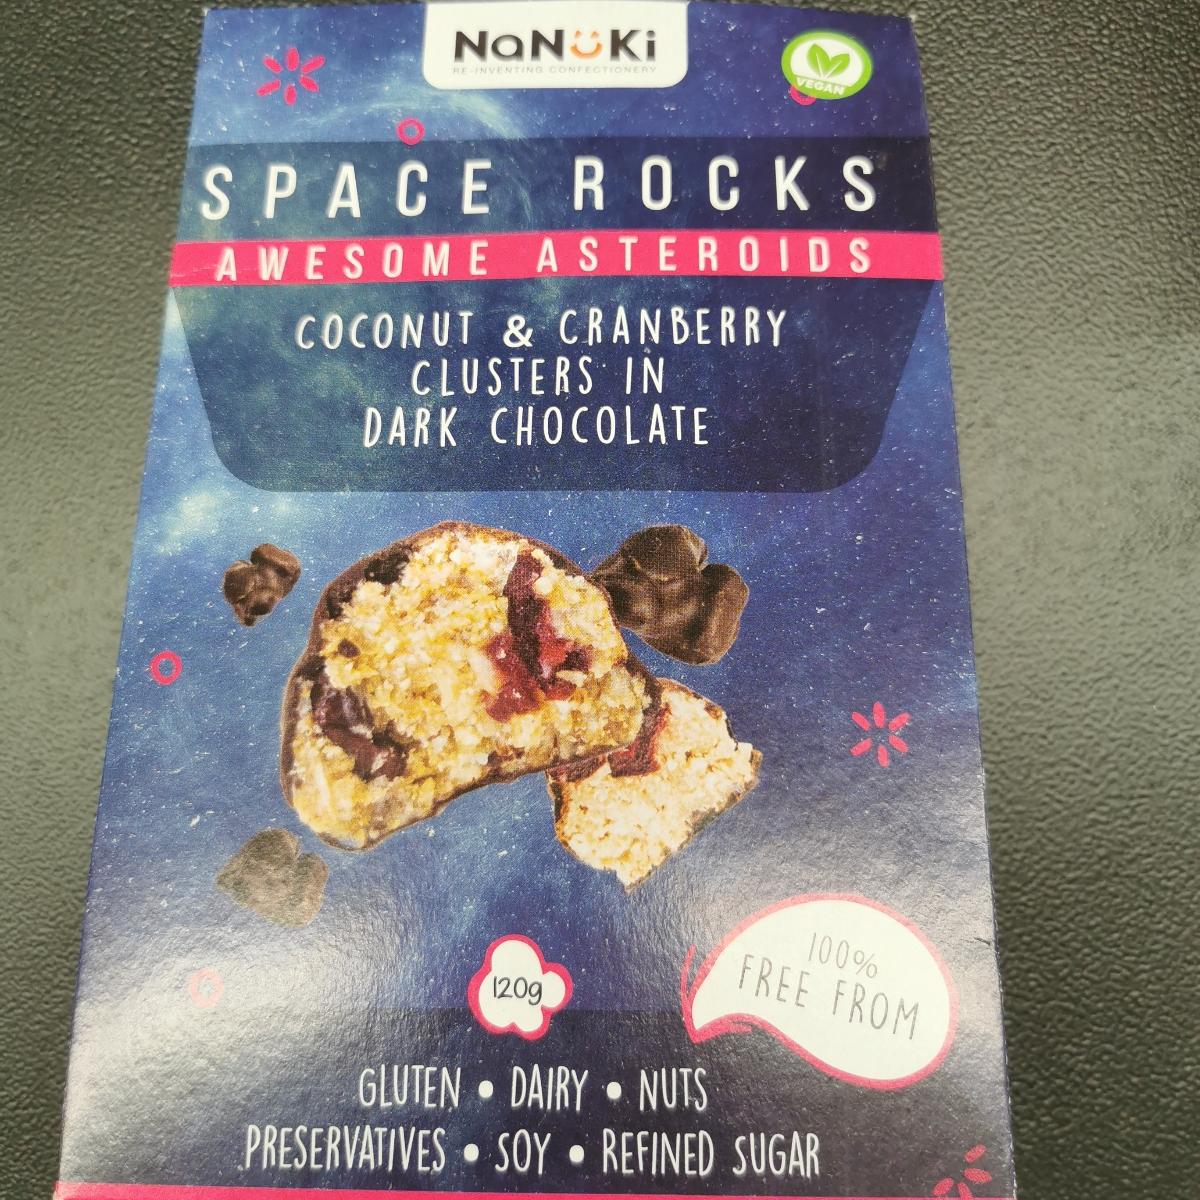 NaNüKi
RE-INVENTING CONFECTIONERY
VEGAN
SPACE ROCKS
AWESOME ASTEROIDS
COCONUT & CRANBERRY
CLUSTERS IN
DARK CHOCOLATE
120g
100%
FREE FROM
GLUTEN • DAIRY • NUTS
PRESERVATIVES • SOY • REFINED SUGAR